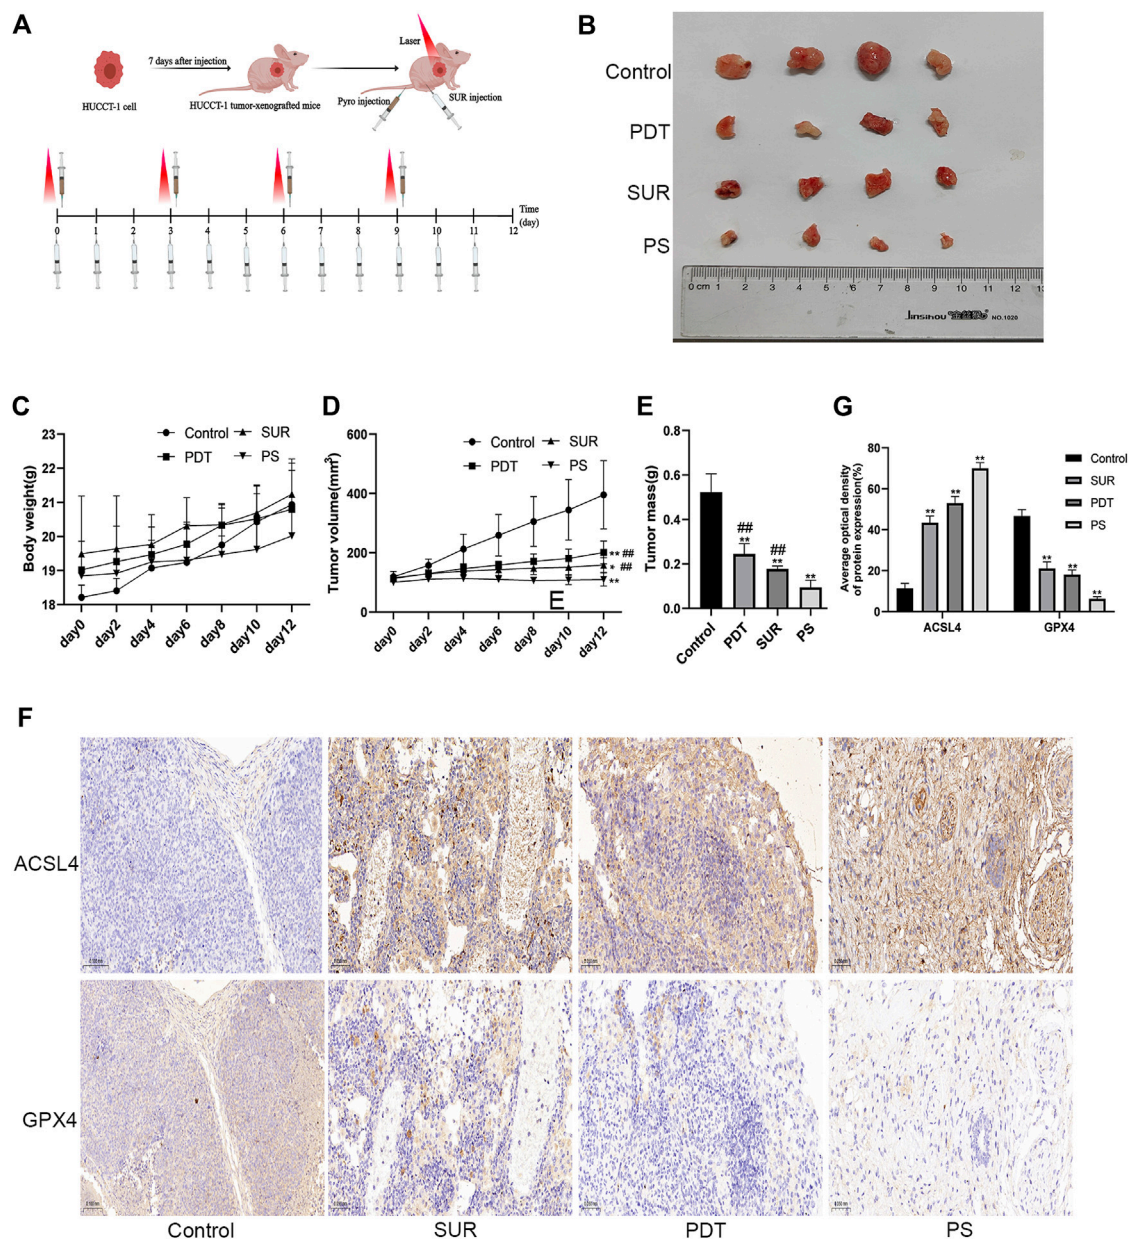 A
Laser
7 days after injection
HUCCT-1 cell
HUCCT-1 tumor-xenografted mice
Pyro injection
SUR injection
Time
(day)
0 1 2 3 4 5 6 7 8 9 10 11 12
B
Control
PDT
SUR
PS
0 cm 1 2 3 4 5 6 7 8 9 10 11 12 13
Jinsihou NO.1020
C
Control SUR
PDT PS
Body weight(g)
23
22
21
20
19
18
day0 day2 day4 day6 day8 day10 day12
D
Control SUR
PDT PS
Tumor volume(mm3)
600
400
200
0
** ##
* ##
**
E
day0 day2 day4 day6 day8 day10 day12
E
Tumor mass(g)
0.8
0.6
0.4
0.2
0.0
##
**
##
**
**
Control PDT SUR PS
G
Average optical density
of protein expression(%)
80
60
40
20
0
** ** **
** ** **
ACSL4 GPX4
Control
SUR
PDT
PS
F
ACSL4
GPX4
Control SUR PDT PS